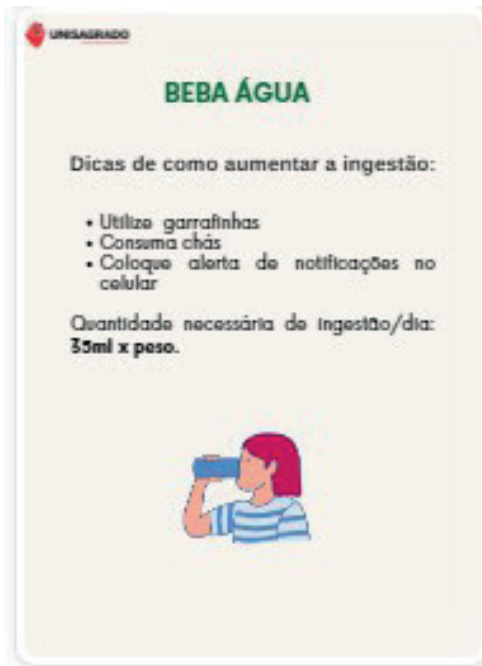 UNISAGRADO
BEBA ÁGUA
Dicas de como aumentar a ingestão:
• Utilize garrafinhas
• Consuma chás
• Coloque alerta de notificações no
celular
Quantidade necessária de ingestão/dia:
35ml x peso.